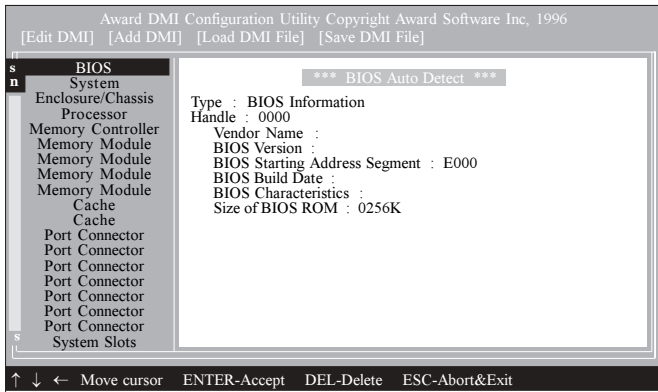 Award DMI Configuration Utility Copyright Award Software Inc, 1996
[Edit DMI] [Add DMI] [Load DMI File] [Save DMI File]
s
n
BIOS
System
Enclosure/Chassis
Processor
Memory Controller
Memory Module
Memory Module
Memory Module
Memory Module
Cache
Cache
Port Connector
Port Connector
Port Connector
Port Connector
Port Connector
Port Connector
Port Connector
System Slots
s
*** BIOS Auto Detect ***
Type : BIOS Information
Handle : 0000
Vendor Name :
BIOS Version :
BIOS Starting Address Segment : E000
BIOS Build Date :
BIOS Characteristics :
Size of BIOS ROM : 0256K
↑ ↓ ← Move cursor ENTER-Accept DEL-Delete ESC-Abort&Exit